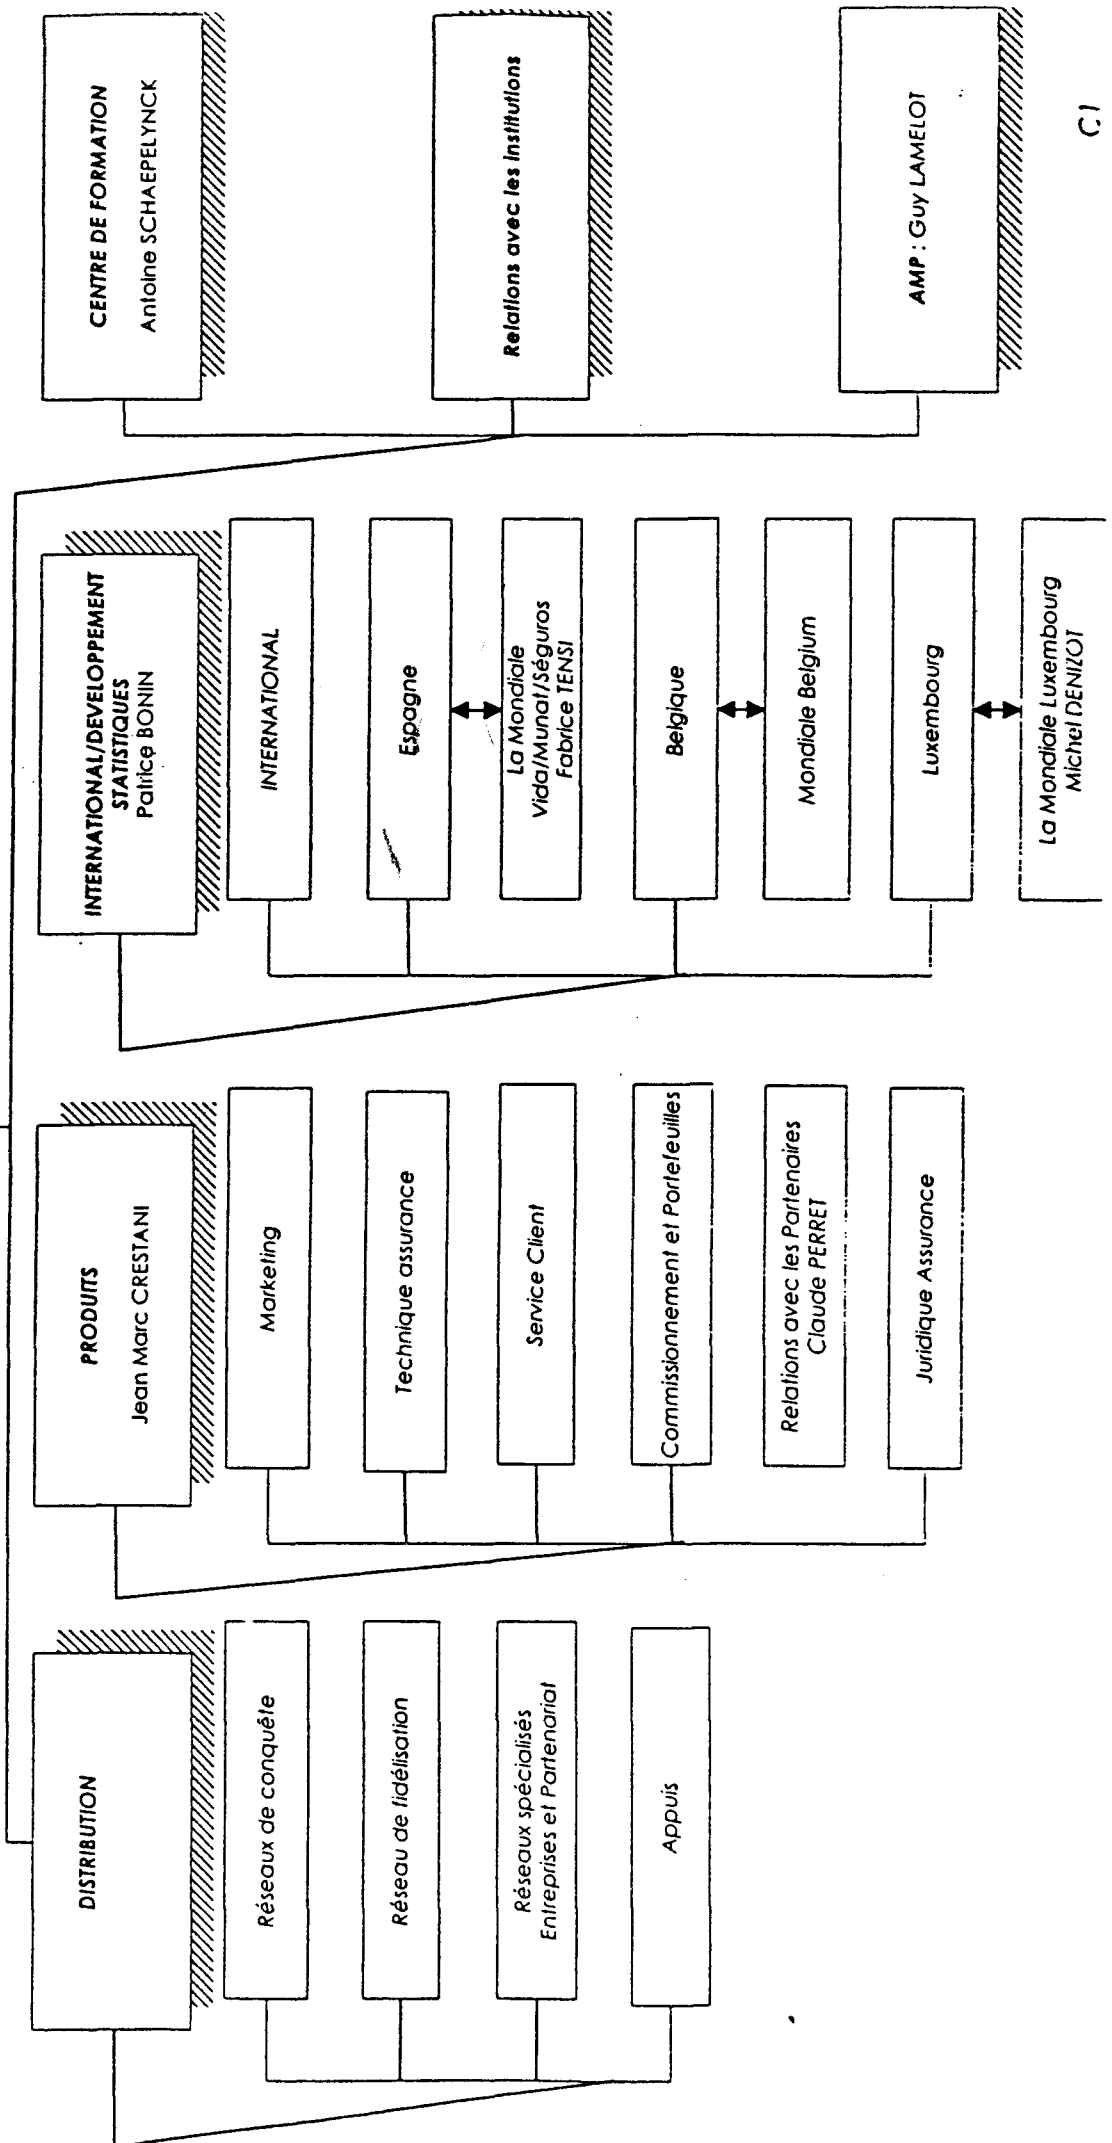 DISTRIBUTION
Réseaux de conquête
Réseau de fidélisation
Réseaux spécialisés
Entreprises et Partenariat
Appuis
PRODUITS
Jean Marc CRESTANI
Marketing
Technique assurance
Service Client
Commissionnement et Portefeuilles
Relations avec les Partenaires
Claude PERRET
Juridique Assurance
INTERNATIONAL/DEVELOPPEMENT
STATISTIQUES
Patrice BONIN
INTERNATIONAL
Espagne
La Mondiale
Vida/Munat/Séguros
Fabrice TENSI
Belgique
Mondiale Belgium
Luxembourg
La Mondiale Luxembourg
Michel DENIZOT
CENTRE DE FORMATION
Antoine SCHAEPELYNCK
Relations avec les Institutions
AMP : Guy LAMELOT
C1